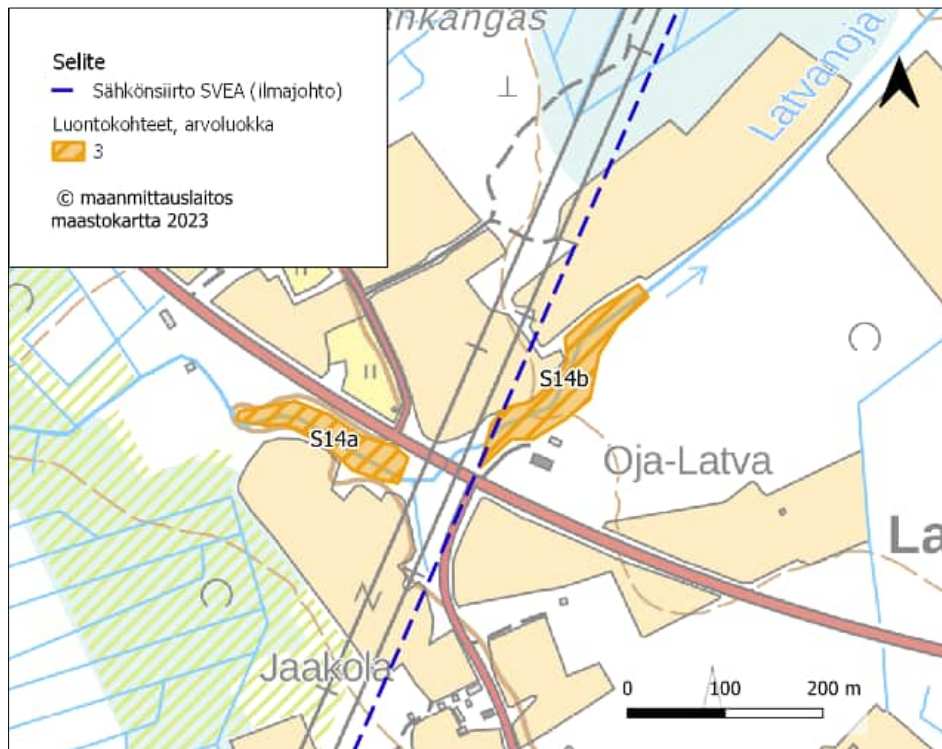 ankangas
Selite
Sähkönsiirto SVEA (ilmajohto)
Luontokohteet, arvoluokka
3
© maanmittauslaitos
maastokartta 2023
Latvanoja
S14b
S14a
Oja-Latva
La
Jaakola
0 100 200 m